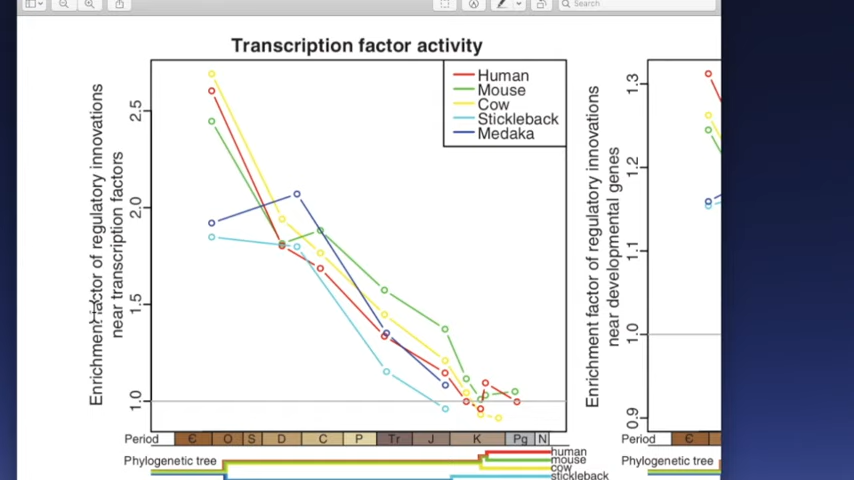 Search
Transcription factor activity
Enrichment factor of regulatory innovations
near transcription factors
2.5
2.0
1.5
1.0
Human
Mouse
Cow
Stickleback
Medaka
Period
Є O S D C P Tr J K Pg N
Phylogenetic tree
human
mouse
cow
stickleback
Enrichment factor of regulatory innovations
near developmental genes
1.3
1.2
1.1
1.0
0.9
Period
Є
Phylogenetic tree